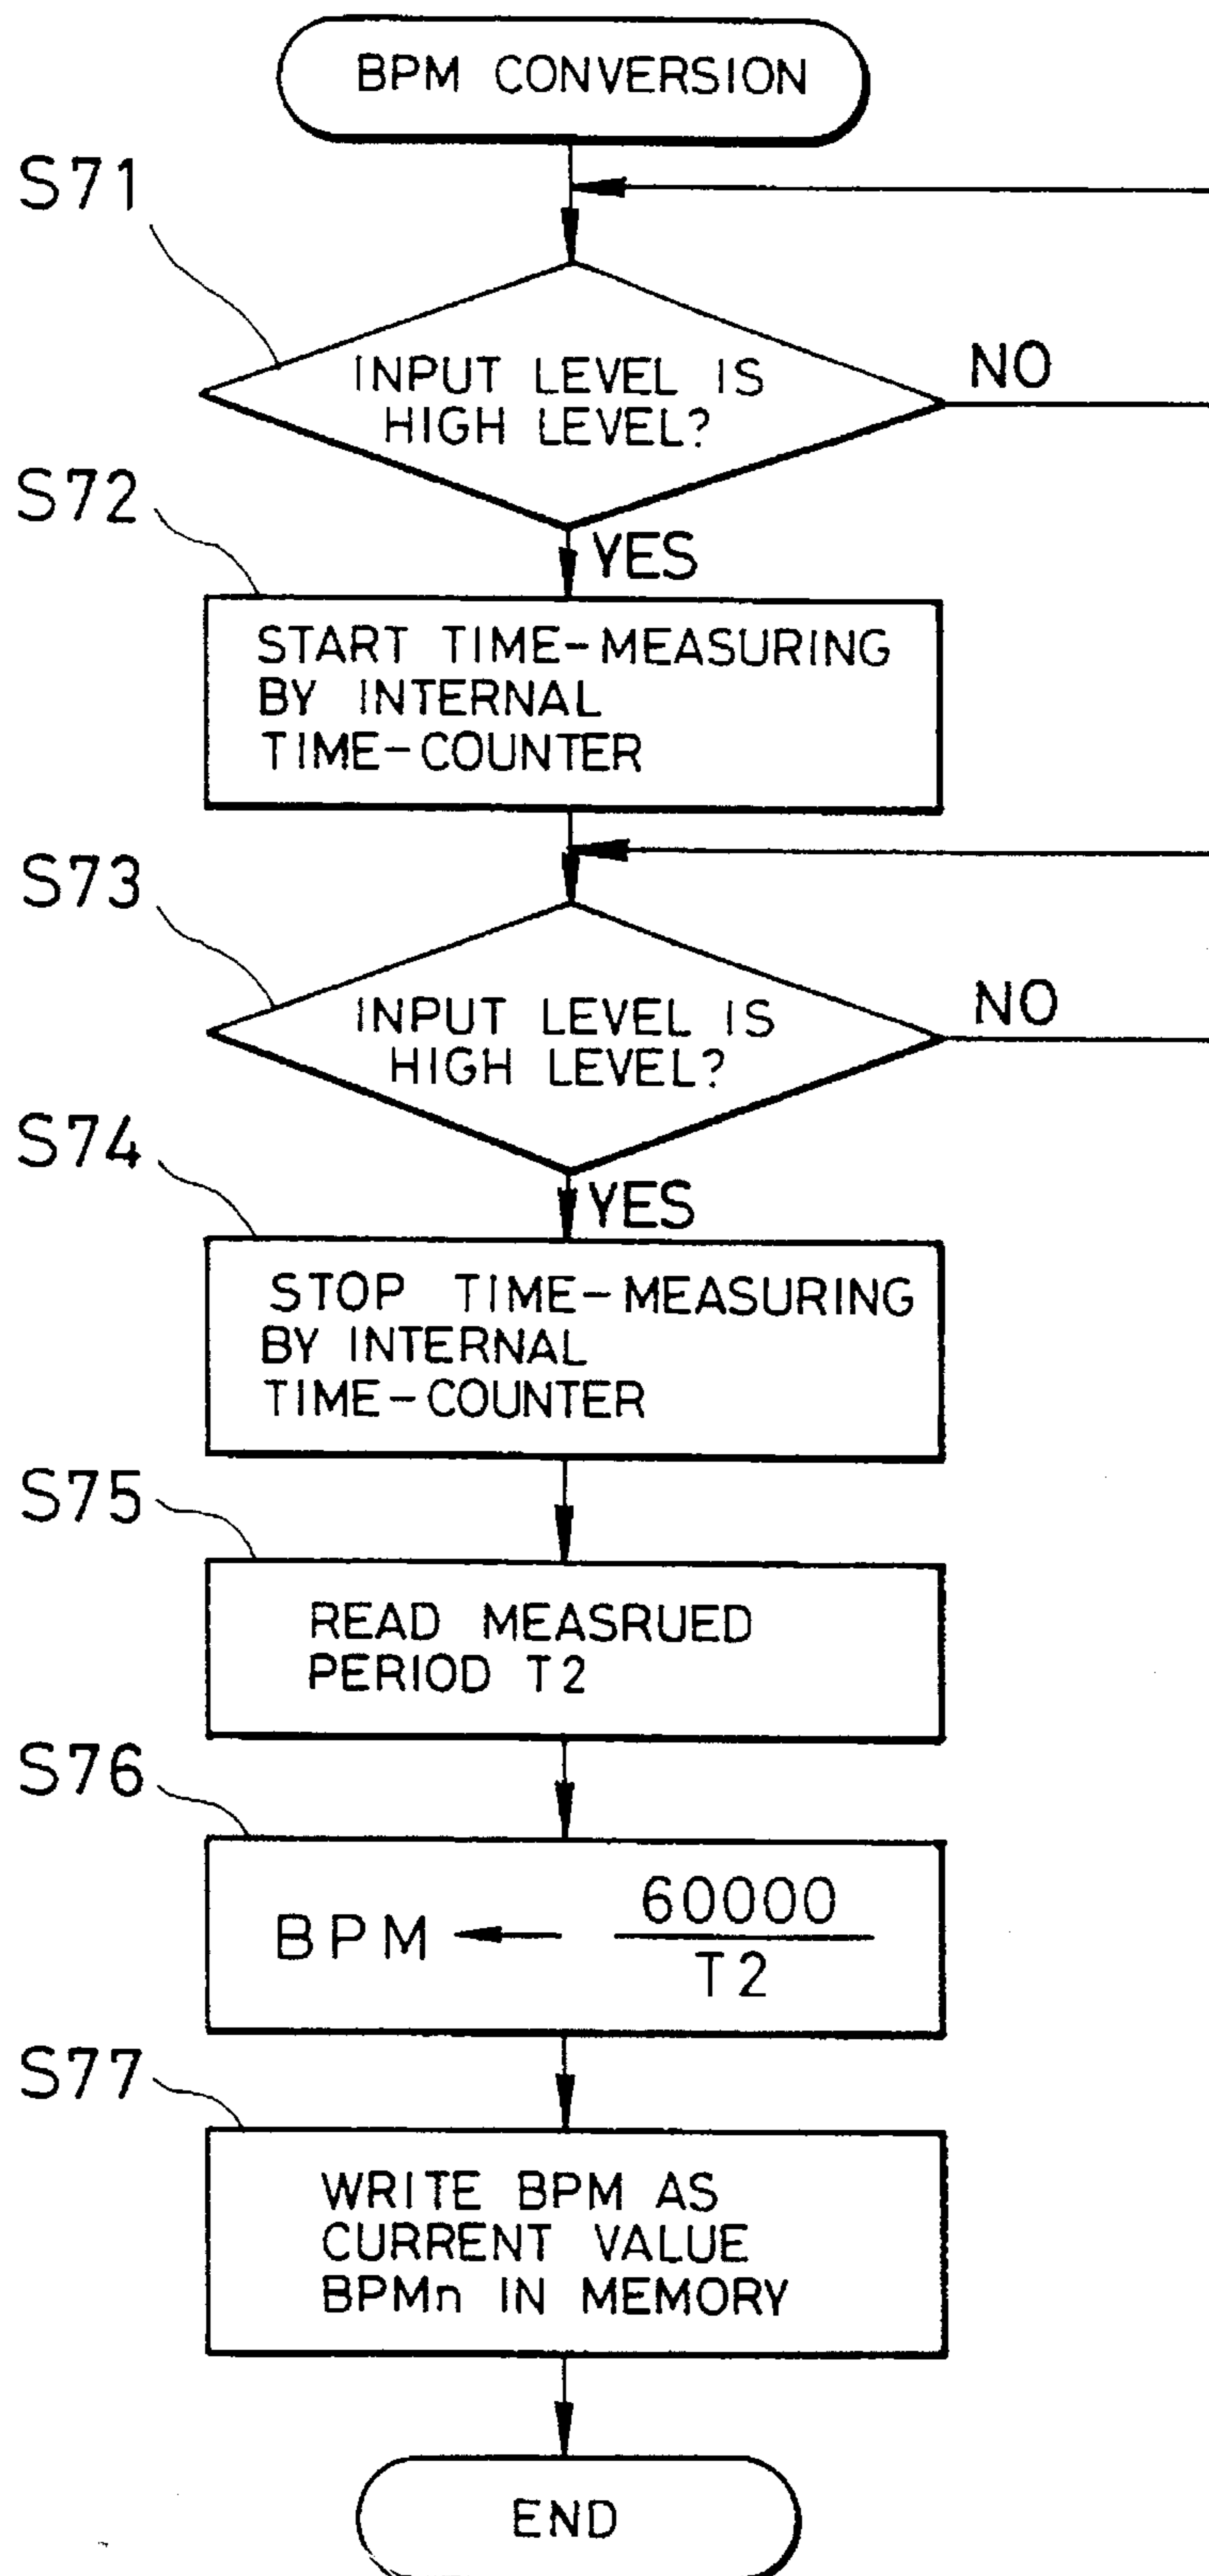 BPM CONVERSION
S71
INPUT LEVEL IS
HIGH LEVEL?
NO
YES
S72
START TIME-MEASURING
BY INTERNAL
TIME-COUNTER
S73
INPUT LEVEL IS
HIGH LEVEL?
NO
YES
S74
STOP TIME-MEASURING
BY INTERNAL
TIME-COUNTER
S75
READ MEASRUED
PERIOD T2
S76
BPM ← 60000
T2
S77
WRITE BPM AS
CURRENT VALUE
BPMn IN MEMORY
END